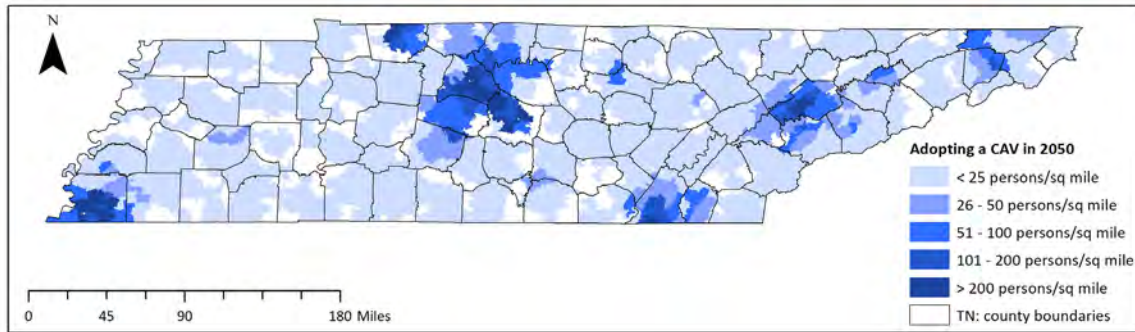 N
Adopting a CAV in 2050
< 25 persons/sq mile
26 - 50 persons/sq mile
51 - 100 persons/sq mile
101 - 200 persons/sq mile
> 200 persons/sq mile
TN: county boundaries
0 45 90 180 Miles